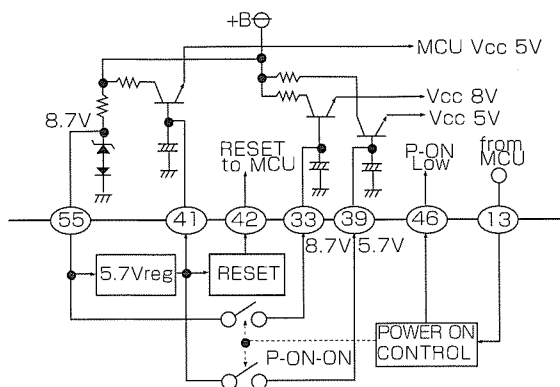 +B
MCU Vcc 5V
8.7V
Vcc 8V
Vcc 5V
RESET
to MCU
P-ON
Low
from
MCU
55
41
42
33
39
46
13
8.7V
5.7V
5.7Vreg
RESET
P-ON-ON
POWER ON
CONTROL